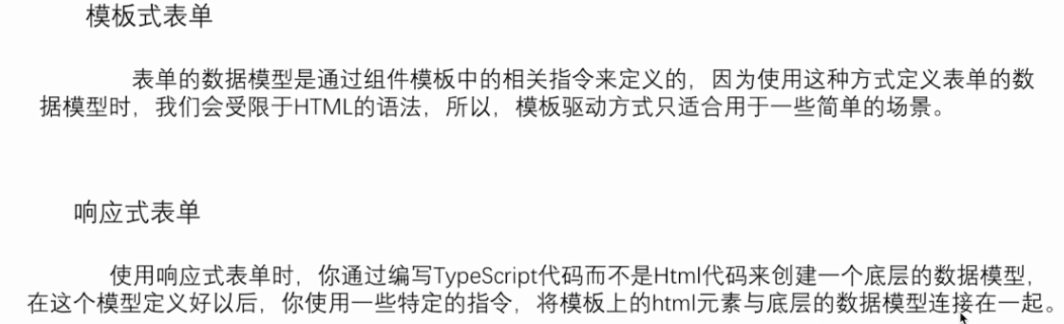 模板式表单
表单的数据模型是通过组件模板中的相关指令来定义的，因为使用这种方式定义表单的数
据模型时，我们会受限于HTML的语法，所以，模板驱动方式只适合用于一些简单的场景。
响应式表单
使用响应式表单时，你通过编写TypeScript代码而不是Html代码来创建一个底层的数据模型，
在这个模型定义好以后，你使用一些特定的指令，将模板上的html元素与底层的数据模型连接在一起。